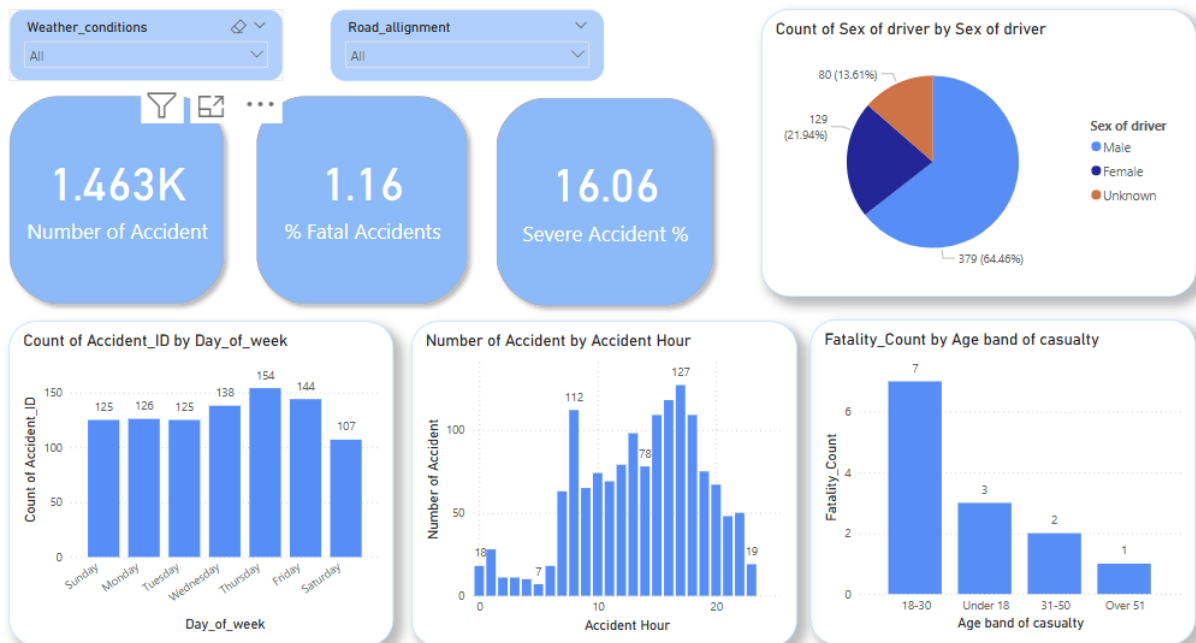 Weather_conditions
All
Road_allignment
All
1.463K
Number of Accident
1.16
% Fatal Accidents
16.06
Severe Accident %
Count of Sex of driver by Sex of driver
80 (13.61%)
129
(21.94%)
379 (64.46%)
Sex of driver
Male
Female
Unknown
Count of Accident_ID by Day_of_week
Count of Accident_ID
150
100
50
0
125
126
125
138
154
144
107
Sunday
Monday
Tuesday
Wednesday
Thursday
Friday
Saturday
Day_of_week
Number of Accident by Accident Hour
Number of Accident
100
50
0
18
7
112
78
127
19
0
10
20
Accident Hour
Fatality_Count by Age band of casualty
Fatality_Count
6
4
2
0
7
3
2
1
18-30
Under 18
31-50
Over 51
Age band of casualty